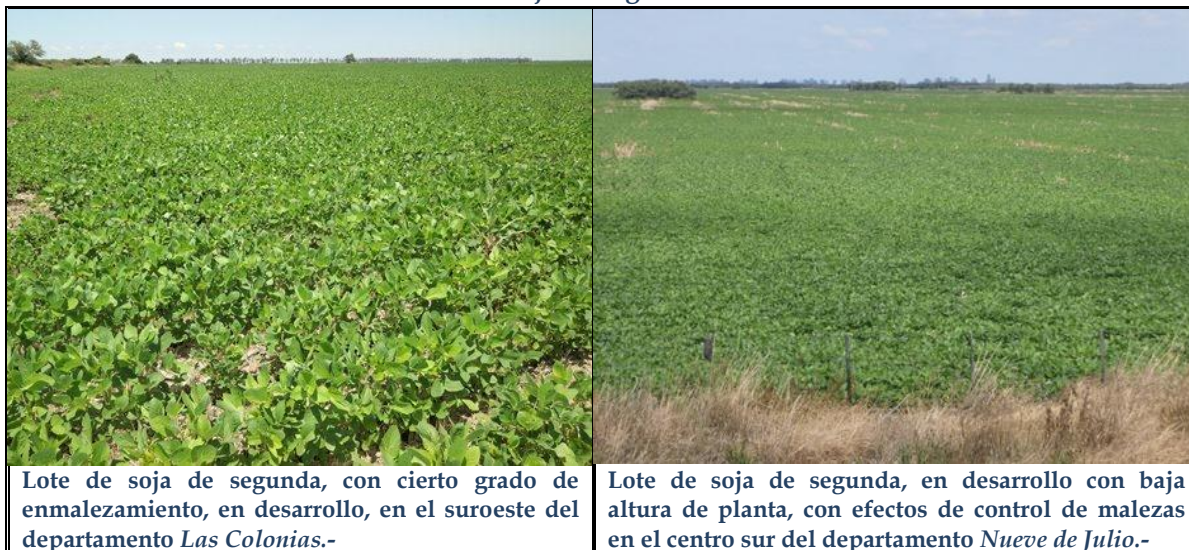 Lote de soja de segunda, con cierto grado de
enmalezamiento, en desarrollo, en el suroeste del
departamento Las Colonias.-
Lote de soja de segunda, en desarrollo con baja
altura de planta, con efectos de control de malezas
en el centro sur del departamento Nueve de Julio.-